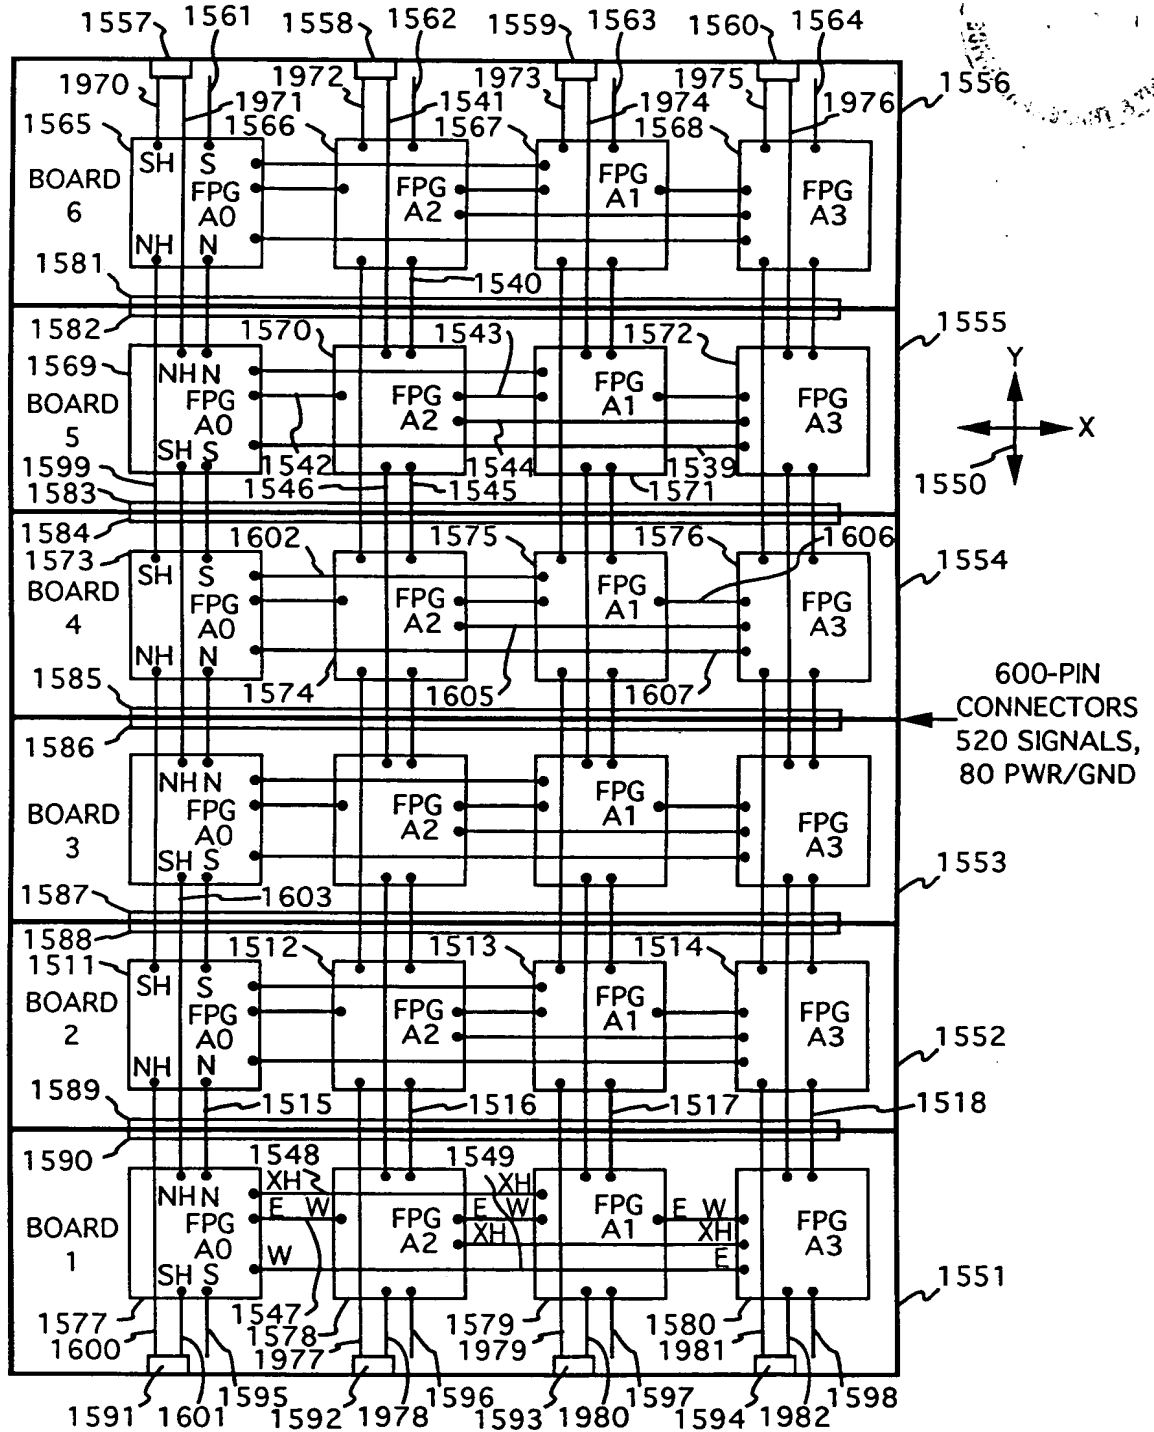 1557 1561 1558 1562 1559 1563 1560 1564
1970 1972 1973 1975 1556
1971 1541 1974 1976
1565 1566 1567 1568
BOARD 6
SH S
FPG A0
NH N
FPG A2
FPG A1
FPG A3
1581
1540
1582
1570 1543 1572 1555
1569
BOARD 5
NH N
FPG A0
SH S
FPG A2
FPG A1
FPG A3
Y
X
1550
1542 1544 1539
1599 1546 1545 1571
1583
1584
1602 1575 1576 1606
1573 1554
BOARD 4
SH S
FPG A0
NH N
FPG A2
FPG A1
FPG A3
1574 1605 1607
1585
1586
600-PIN
CONNECTORS
520 SIGNALS,
80 PWR/GND
BOARD 3
NH N
FPG A0
SH S
FPG A2
FPG A1
FPG A3
1553
1587 1603
1588
1512 1513 1514
1511
BOARD 2
SH S
FPG A0
NH N
FPG A2
FPG A1
FPG A3
1552
1589 1515 1516 1517 1518
1590
1548 1549
BOARD 1
NH N
FPG A0
SH S
XH XH
E W
FPG A2
E W
XH
FPG A1
E W
XH
FPG A3
W E
1551
1577 1547 1578 1579 1580
1600 1977 1979 1981
1591 1601 1595 1592 1978 1596 1593 1980 1597 1594 1982 1598